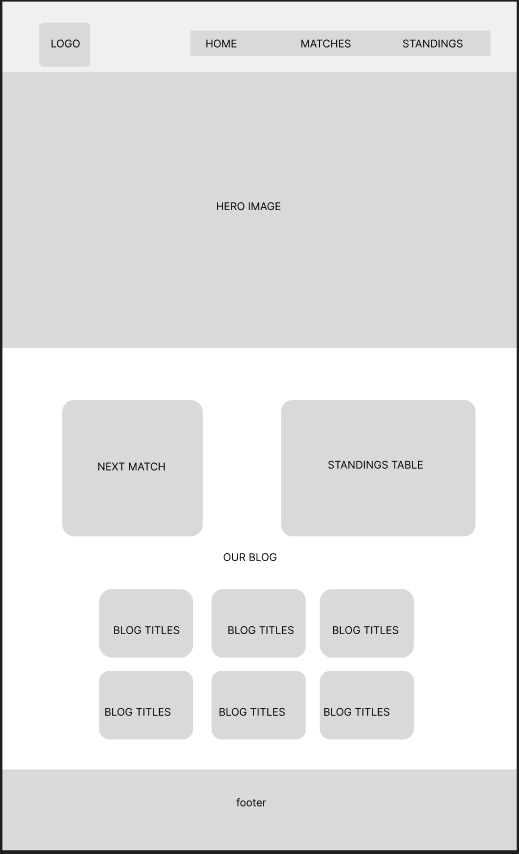 LOGO
HOME MATCHES STANDINGS
HERO IMAGE
NEXT MATCH
STANDINGS TABLE
OUR BLOG
BLOG TITLES BLOG TITLES BLOG TITLES
BLOG TITLES BLOG TITLES BLOG TITLES
footer